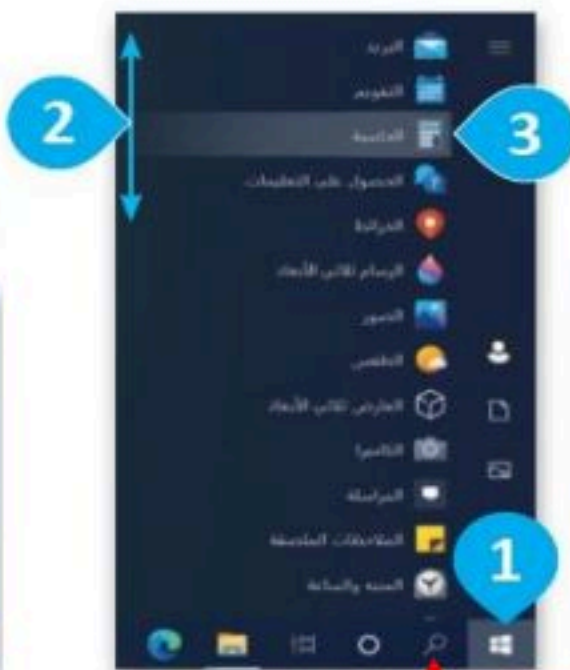 البريد
التقويم
3
الحاسبة
2
الحصول على التعليمات
الخرائط
الرسام ثلاثي الأبعاد
الصور
الطقس
العارض ثلاثي الأبعاد
الكاميرا
المراسلة
الملاحظات الملصقة
المنبه والساعة
1